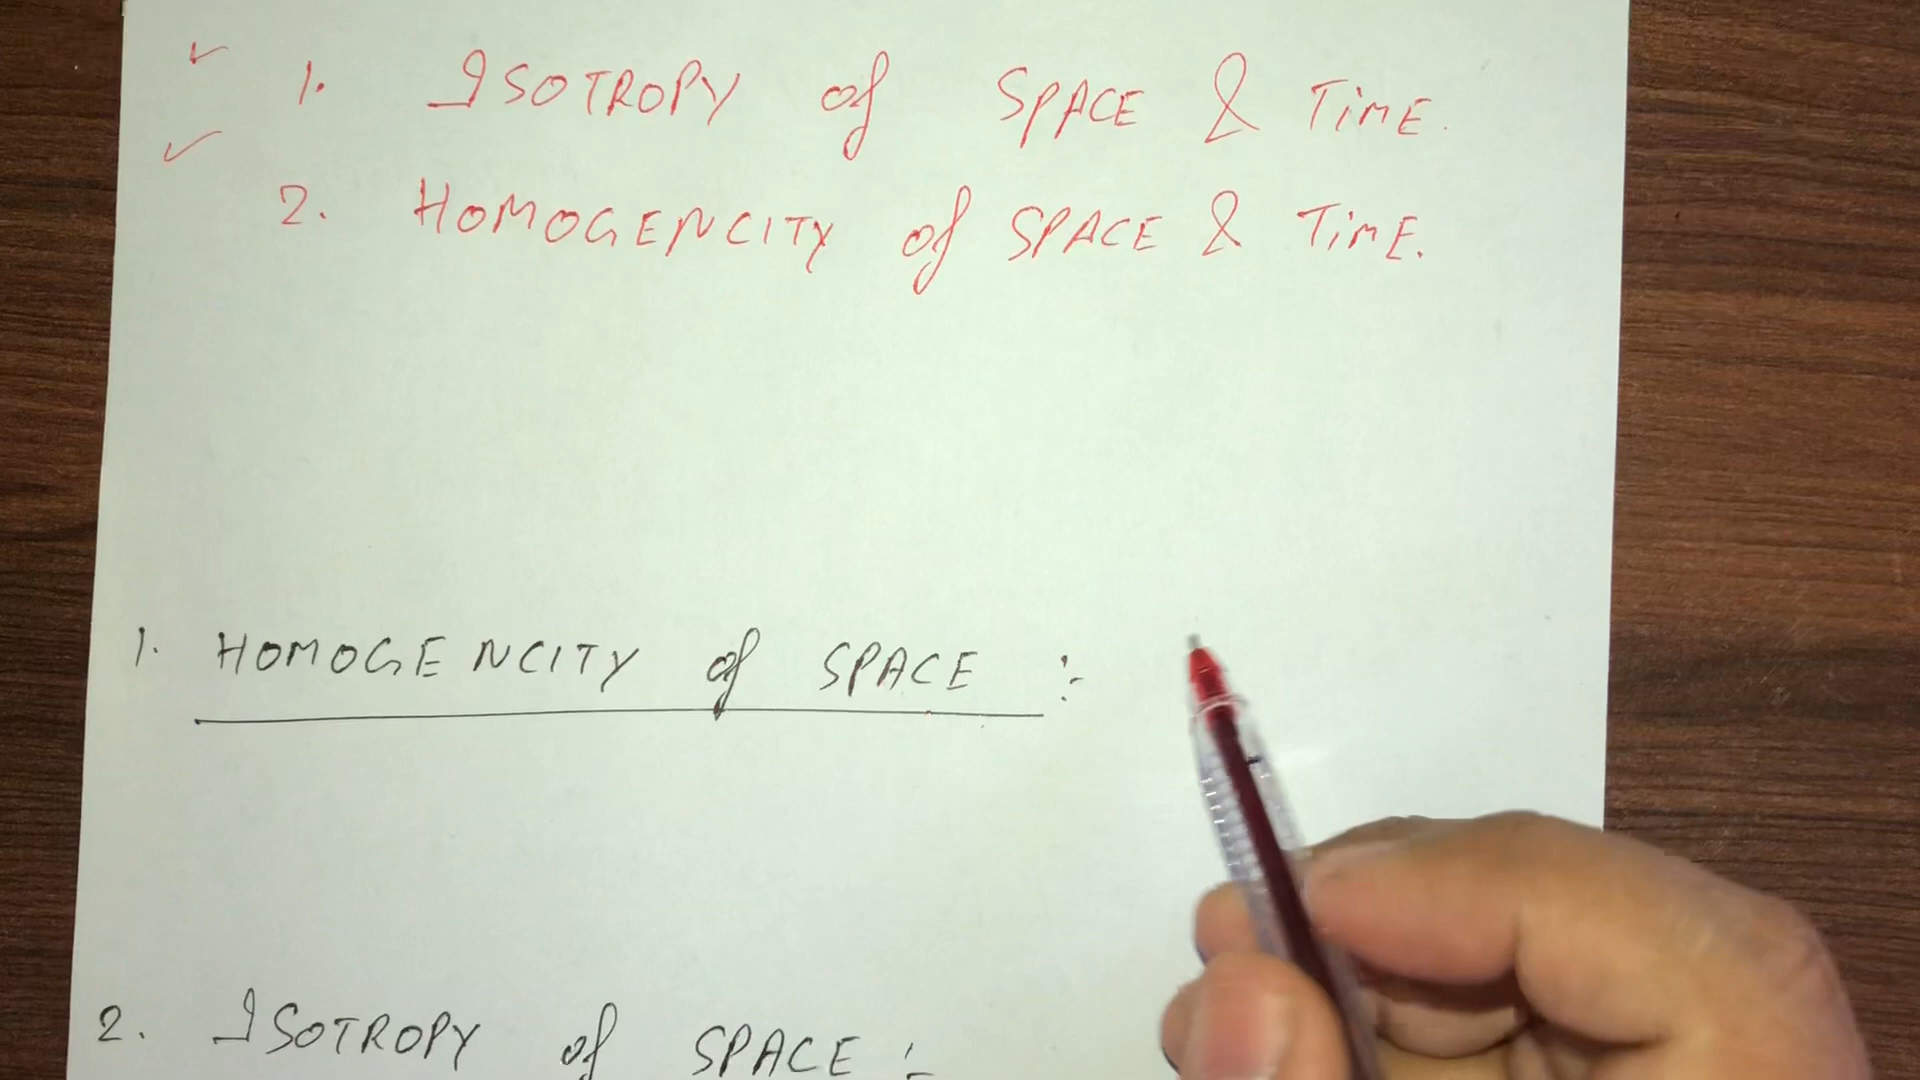 1. ISOTROPY of SPACE & TiME.
2. HOMOGENCITY of SPACE & TiME.
1. HOMOGENCITY of SPACE :-
2. ISOTROPY of SPACE :-